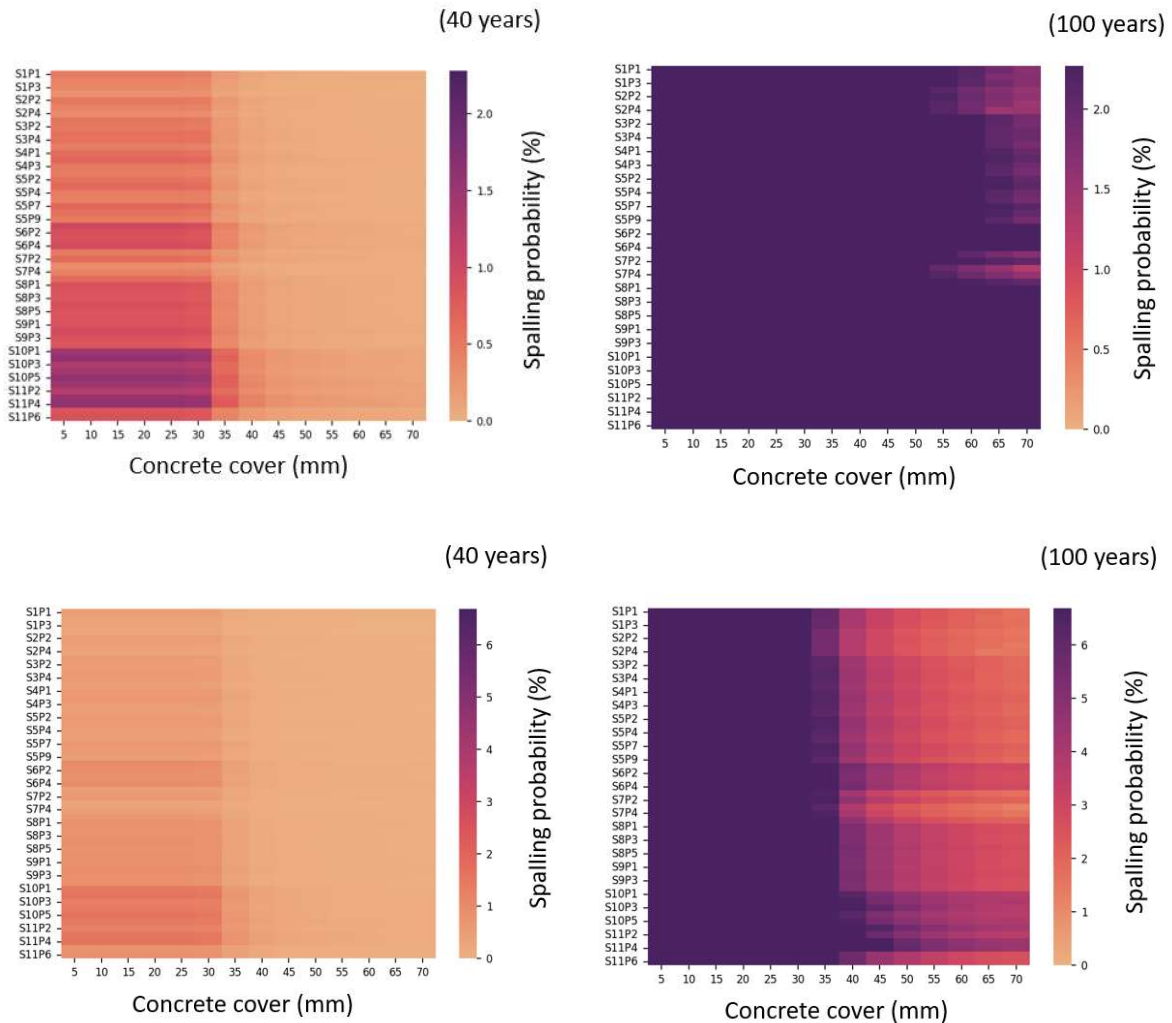 (40 years)
S1P1
S1P3
S2P2
S2P4
S3P2
S3P4
S4P1
S4P3
S5P2
S5P4
S5P7
S5P9
S6P2
S6P4
S7P2
S7P4
S8P1
S8P3
S8P5
S9P1
S9P3
S10P1
S10P3
S10P5
S11P2
S11P4
S11P6
5 10 15 20 25 30 35 40 45 50 55 60 65 70
Concrete cover (mm)
2.0
1.5
1.0
0.5
0.0
Spalling probability (%)
(100 years)
S1P1
S1P3
S2P2
S2P4
S3P2
S3P4
S4P1
S4P3
S5P2
S5P4
S5P7
S5P9
S6P2
S6P4
S7P2
S7P4
S8P1
S8P3
S8P5
S9P1
S9P3
S10P1
S10P3
S10P5
S11P2
S11P4
S11P6
5 10 15 20 25 30 35 40 45 50 55 60 65 70
Concrete cover (mm)
2.0
1.5
1.0
0.5
0.0
Spalling probability (%)
(40 years)
S1P1
S1P3
S2P2
S2P4
S3P2
S3P4
S4P1
S4P3
S5P2
S5P4
S5P7
S5P9
S6P2
S6P4
S7P2
S7P4
S8P1
S8P3
S8P5
S9P1
S9P3
S10P1
S10P3
S10P5
S11P2
S11P4
S11P6
5 10 15 20 25 30 35 40 45 50 55 60 65 70
Concrete cover (mm)
6
5
4
3
2
1
0
Spalling probability (%)
(100 years)
S1P1
S1P3
S2P2
S2P4
S3P2
S3P4
S4P1
S4P3
S5P2
S5P4
S5P7
S5P9
S6P2
S6P4
S7P2
S7P4
S8P1
S8P3
S8P5
S9P1
S9P3
S10P1
S10P3
S10P5
S11P2
S11P4
S11P6
5 10 15 20 25 30 35 40 45 50 55 60 65 70
Concrete cover (mm)
6
5
4
3
2
1
0
Spalling probability (%)